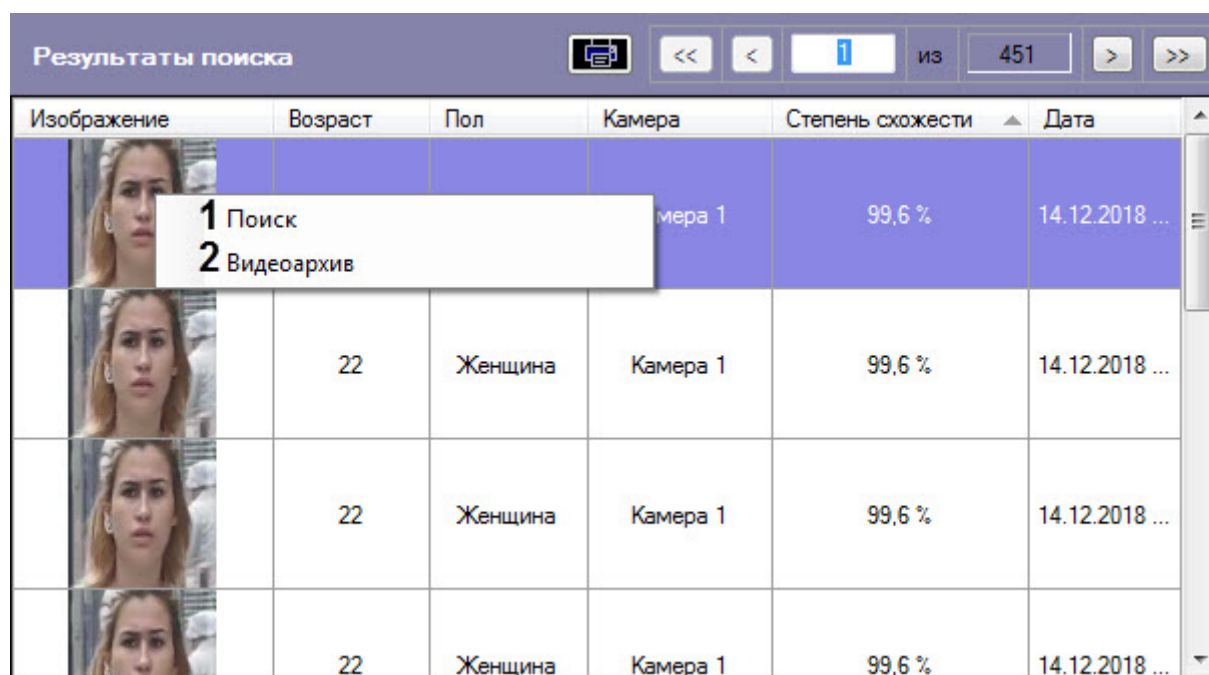 Результаты поиска << < 1 из 451 > >>
Изображение Возраст Пол Камера Степень схожести Дата
мера 1 99,6 % 14.12.2018 ...
1 Поиск
2 Видеоархив
22 Женщина Камера 1 99,6 % 14.12.2018 ...
22 Женщина Камера 1 99,6 % 14.12.2018 ...
22 Женщина Камера 1 99,6 % 14.12.2018 ...